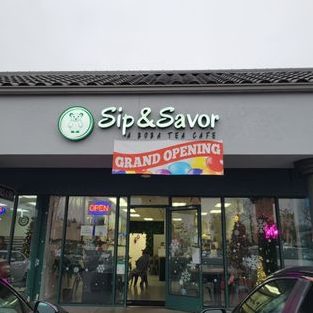 Sip & Savor
A BOBA TEA CAFE
GRAND OPENING
OPEN